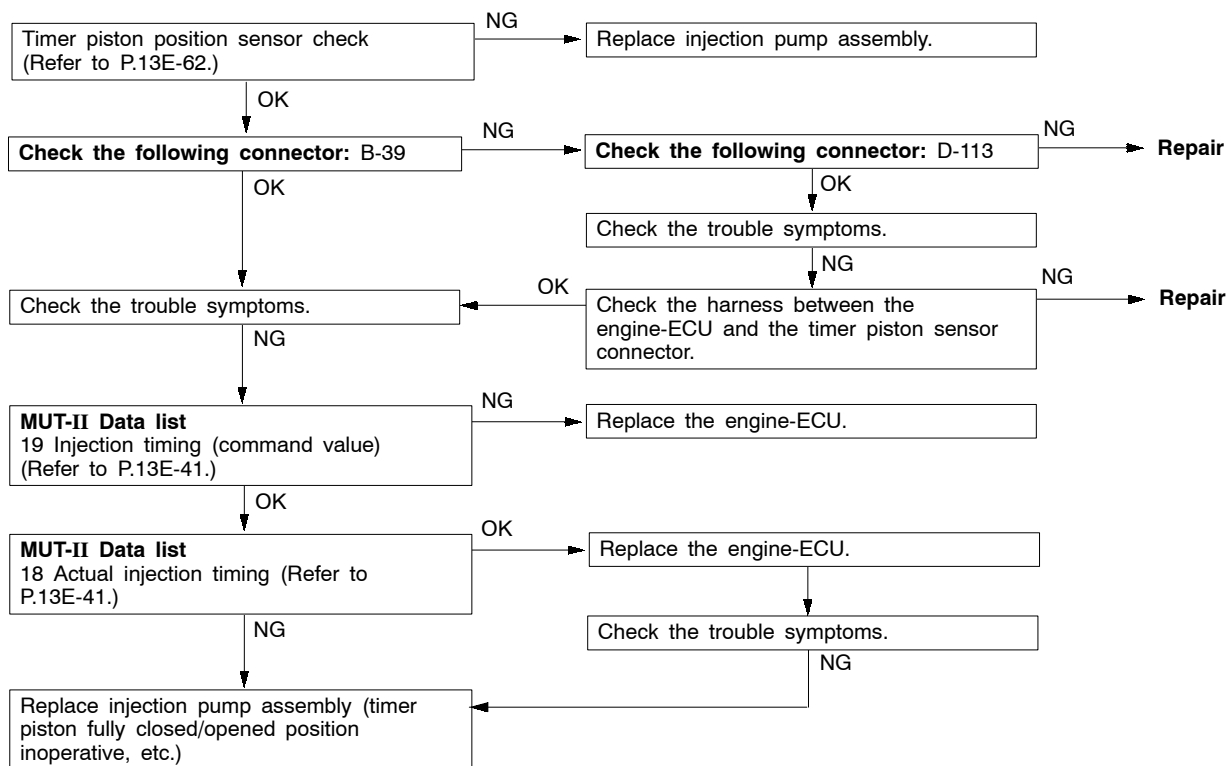 Timer piston position sensor check
(Refer to P.13E-62.)
NG
Replace injection pump assembly.
OK
Check the following connector: B-39
NG
Check the following connector: D-113
NG
Repair
OK
OK
Check the trouble symptoms.
NG
Check the trouble symptoms.
OK
Check the harness between the
engine-ECU and the timer piston sensor
connector.
NG
Repair
NG
MUT-II Data list
19 Injection timing (command value)
(Refer to P.13E-41.)
NG
Replace the engine-ECU.
OK
MUT-II Data list
18 Actual injection timing (Refer to
P.13E-41.)
OK
Replace the engine-ECU.
NG
Check the trouble symptoms.
NG
Replace injection pump assembly (timer
piston fully closed/opened position
inoperative, etc.)